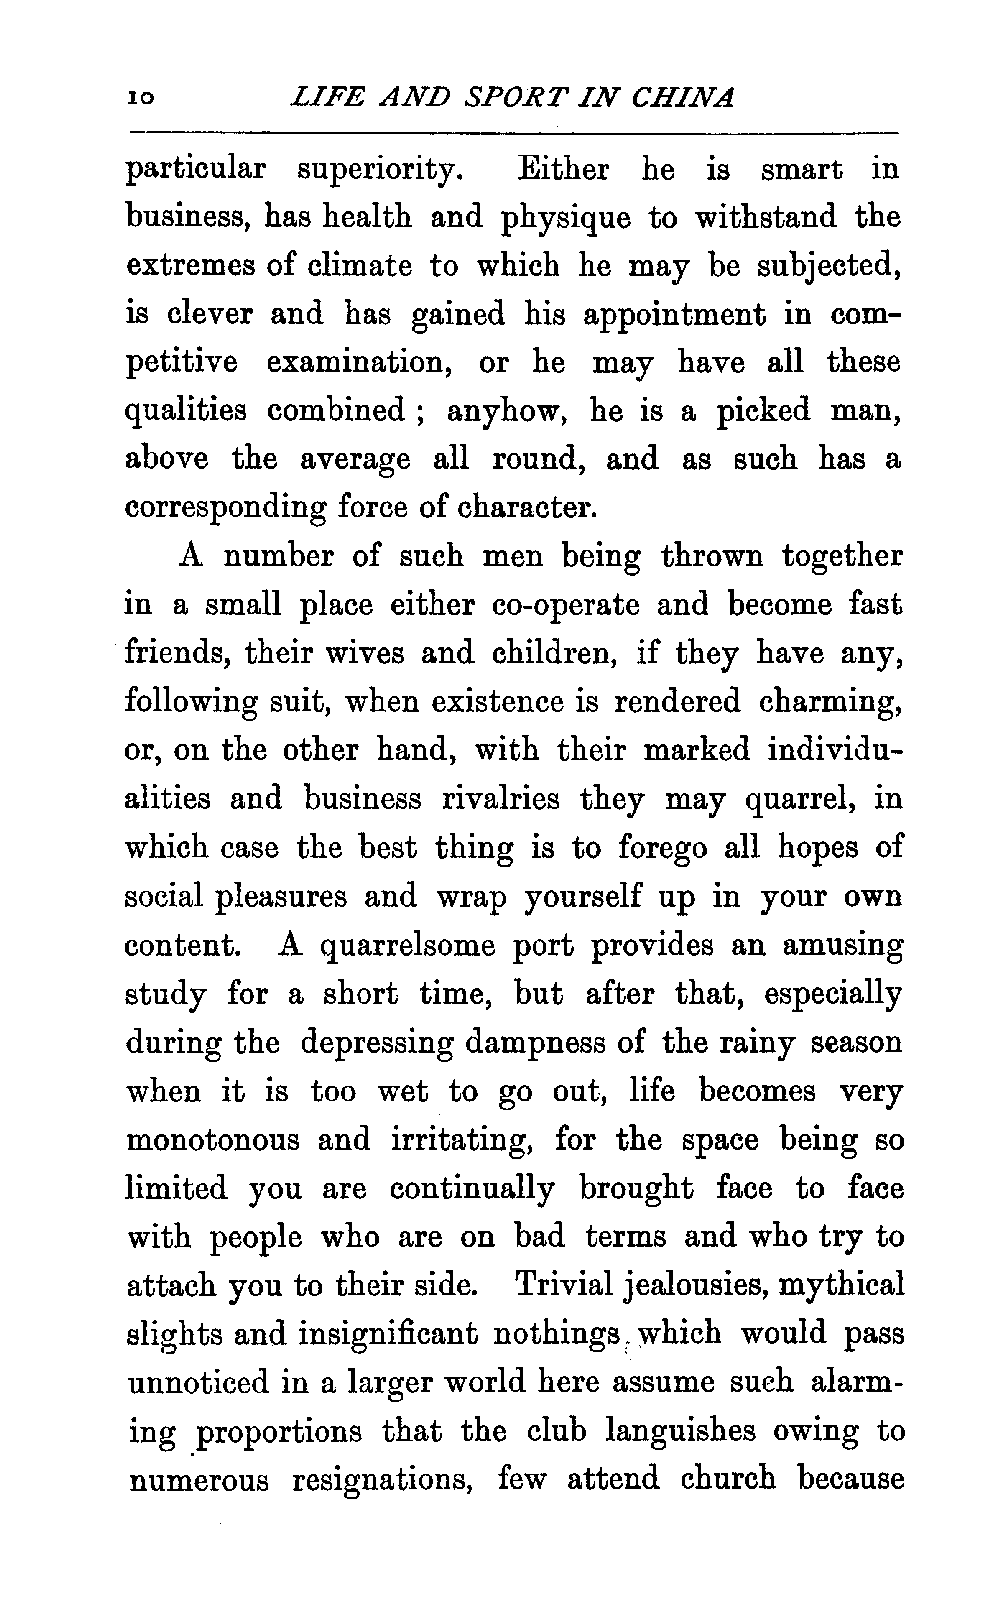 10 LIFE AND SPORT IN CHINA
particular superiority. Either he is smart in
business, has health and physique to withstand the
extremes of climate to which he may be subjected,
is clever and has gained his appointment in com-
petitive examination, or he may have all these
qualities combined ; anyhow, he is a picked man,
above the average all round, and as such has a
corresponding force of character.
A number of such men being thrown together
in a small place either co-operate and become fast
friends, their wives and children, if they have any,
following suit, when existence is rendered charming,
or, on the other hand, with their marked individu-
alities and business rivalries they may quarrel, in
which case the best thing is to forego all hopes of
social pleasures and wrap yourself up in your own
content. A quarrelsome port provides an amusing
study for a short time, but after that, especially
during the depressing dampness of the rainy season
when it is too wet to go out, life becomes very
monotonous and irritating, for the space being so
limited you are continually brought face to face
with people who are on bad terms and who try to
attach you to their side. Trivial jealousies, mythical
slights and insignificant nothings which would pass
unnoticed in a larger world here assume such alarm-
ing proportions that the club languishes owing to
numerous resignations, few attend church because